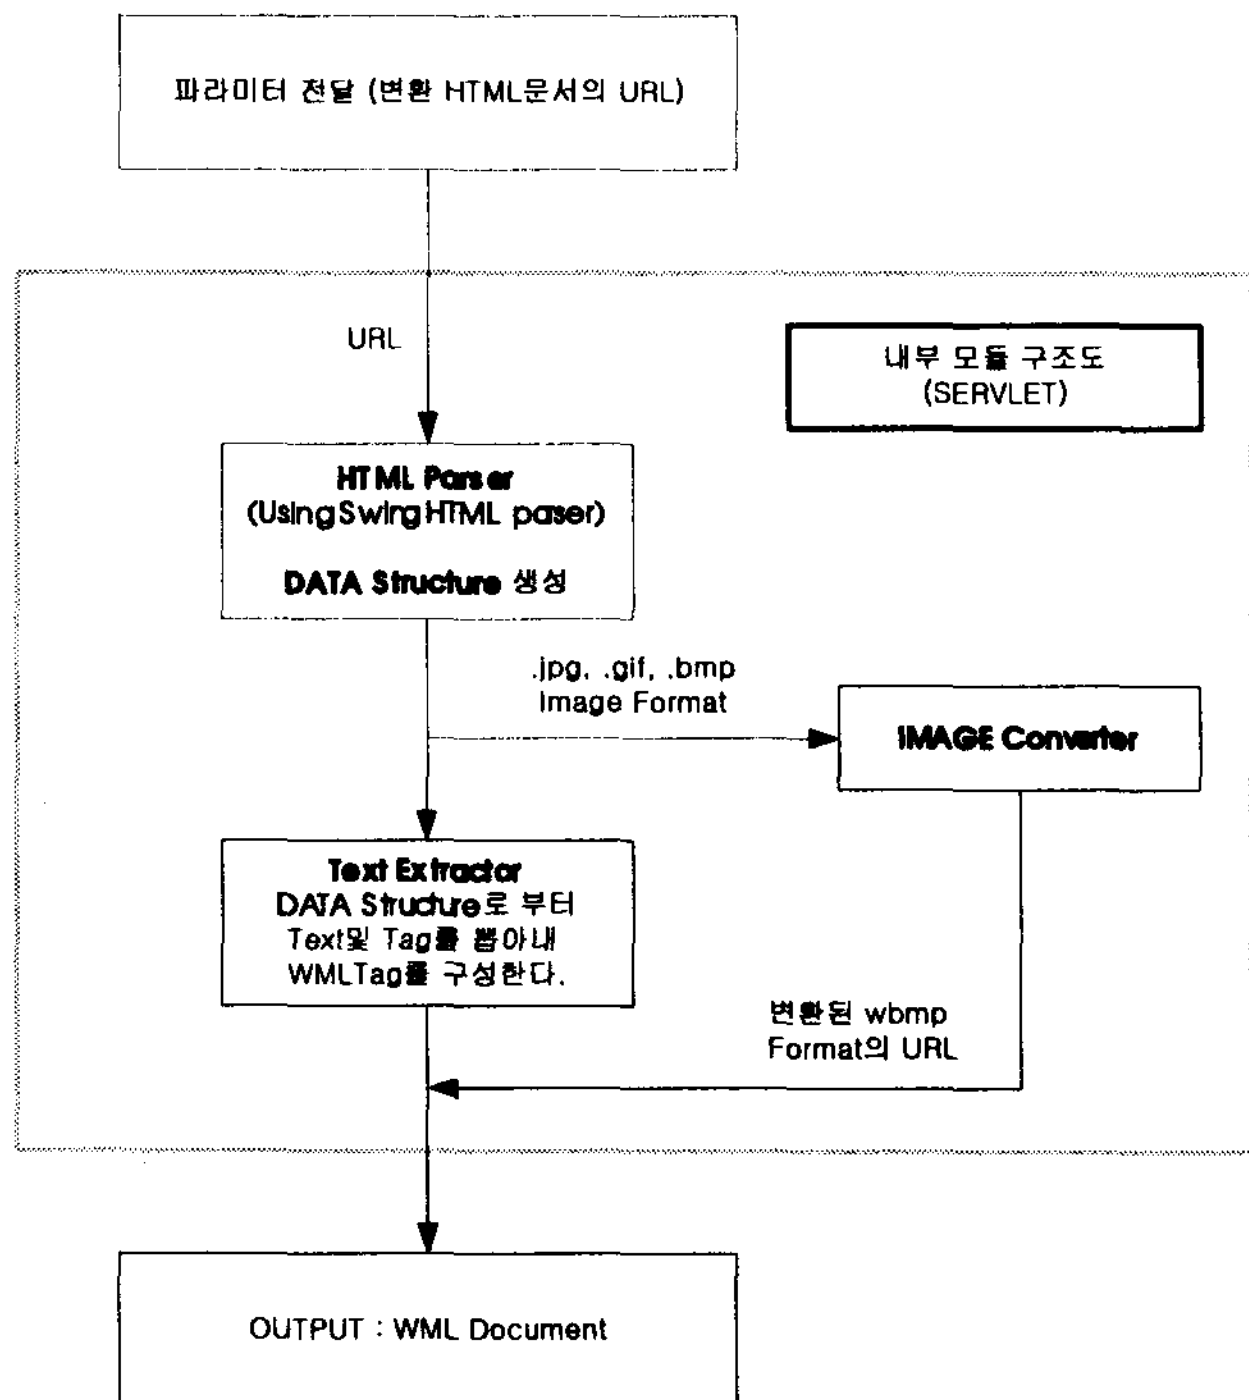 파라미터 전달 (변환 HTML문서의 URL)
URL
내부 모듈 구조도
(SERVLET)
HTML Parser
(Using Swing HTML parser)
DATA Structure 생성
.jpg, .gif, .bmp
Image Format
IMAGE Converter
Text Extractor
DATA Structure로 부터
Text및 Tag를 뽑아내
WMLTag를 구성한다.
변환된 wbmp
Format의 URL
OUTPUT : WML Document